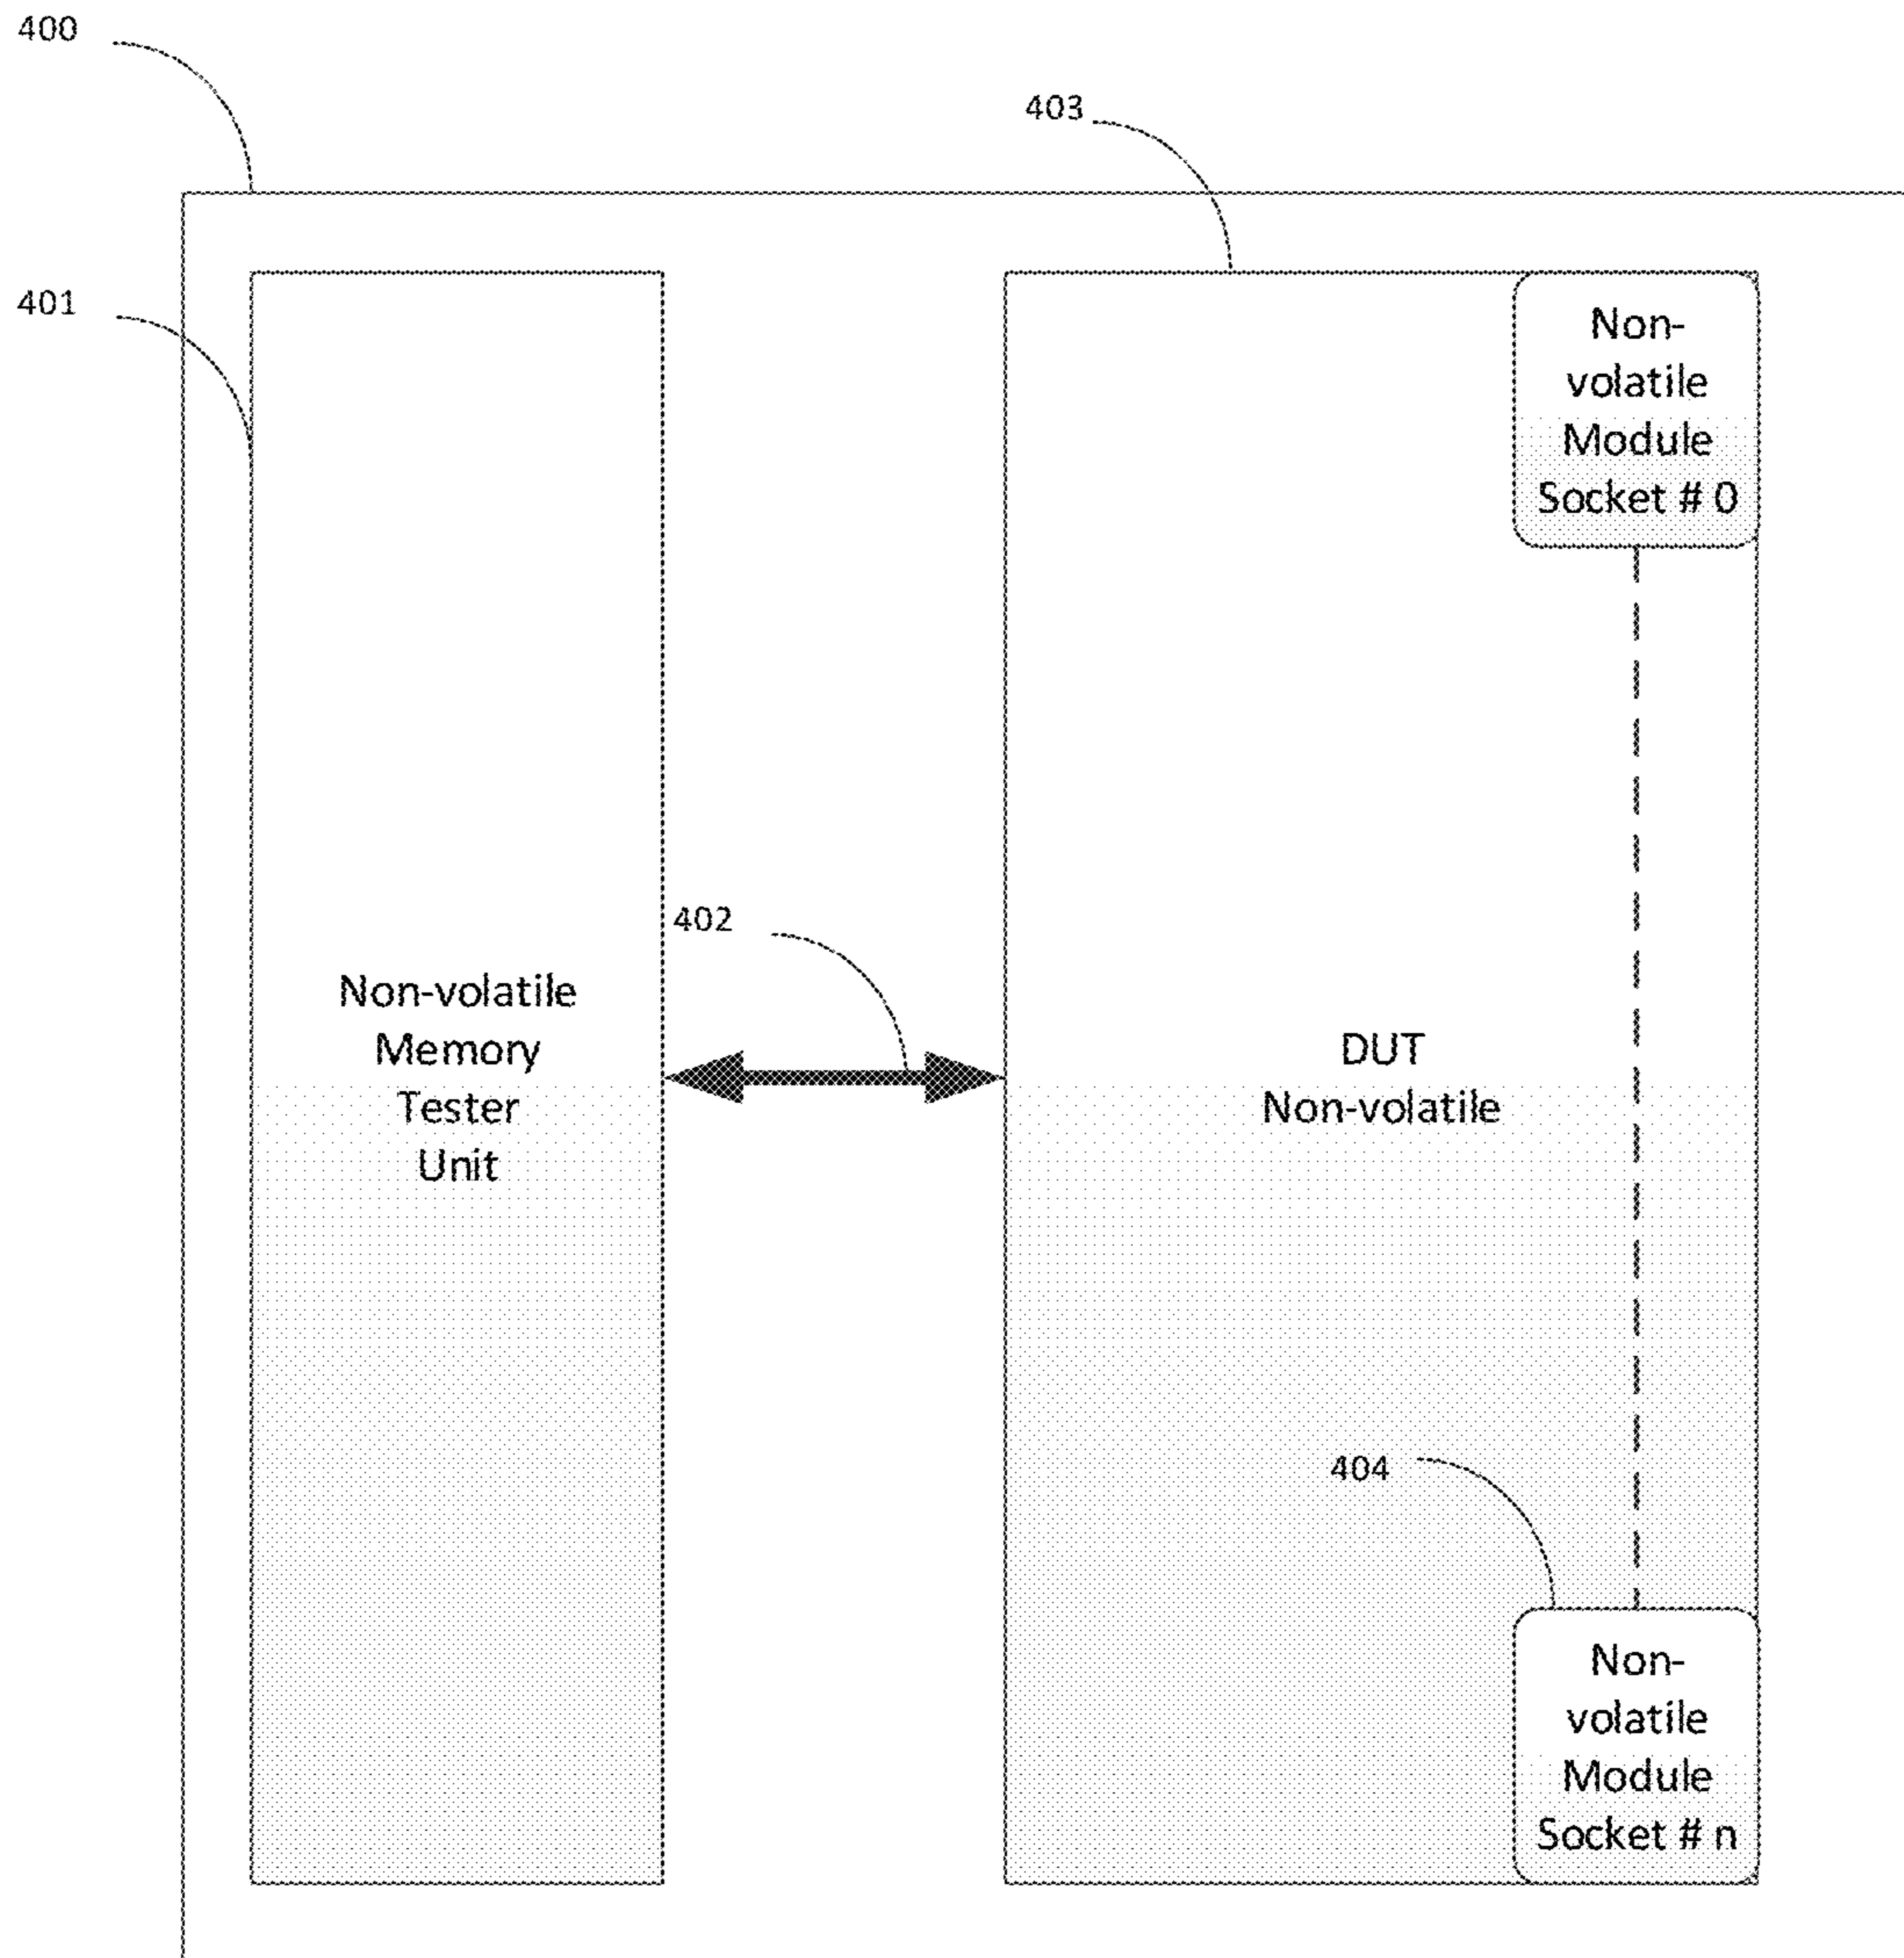 400
403
401
Non-
volatile
Module
Socket # 0
402
Non-volatile
Memory
Tester
Unit
DUT
Non-volatile
404
Non-
volatile
Module
Socket # n